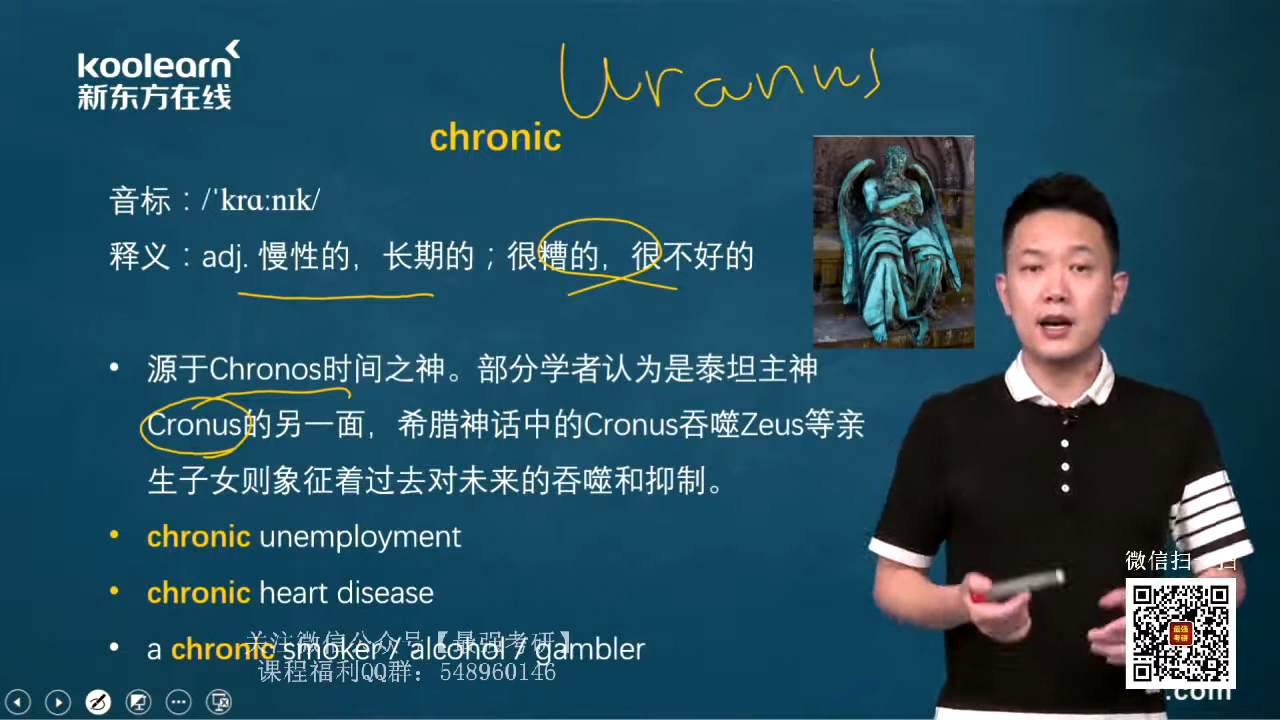 koolearn
新东方在线
Uranus
chronic
音标：/ˈkrɑːnɪk/
释义：adj. 慢性的，长期的；很糟的，很不好的
• 源于Chronos时间之神。部分学者认为是泰坦主神
Cronus的另一面，希腊神话中的Cronus吞噬Zeus等亲
生子女则象征着过去对未来的吞噬和抑制。
• chronic unemployment
• chronic heart disease
• a chronic smoker / alcohol / gambler
关注微信公众号【最强考研】
课程福利QQ群：548960146
微信扫一扫
最强
考研
.com